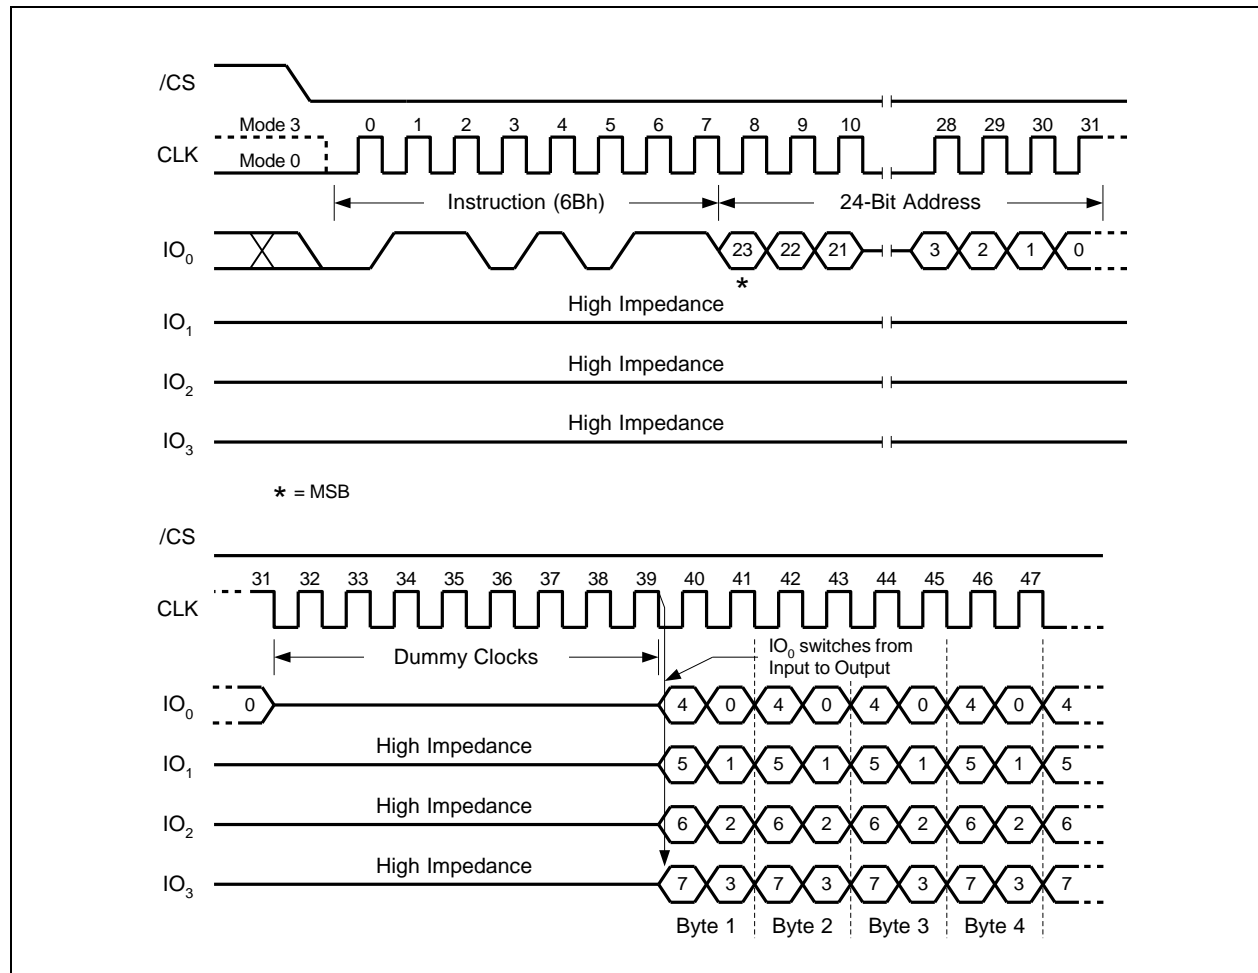 /CS
Mode 3 0 1 2 3 4 5 6 7 8 9 10 28 29 30 31
CLK Mode 0
Instruction (6Bh) 24-Bit Address
IO0 23 22 21 3 2 1 0
*
High Impedance
IO1
High Impedance
IO2
High Impedance
IO3
* = MSB
/CS
31 32 33 34 35 36 37 38 39 40 41 42 43 44 45 46 47
CLK
Dummy Clocks IO0 switches from
Input to Output
IO0 0 4 0 4 0 4 0 4 0 4
High Impedance
IO1 5 1 5 1 5 1 5 1 5
High Impedance
IO2 6 2 6 2 6 2 6 2 6
High Impedance
IO3 7 3 7 3 7 3 7 3 7
Byte 1 Byte 2 Byte 3 Byte 4